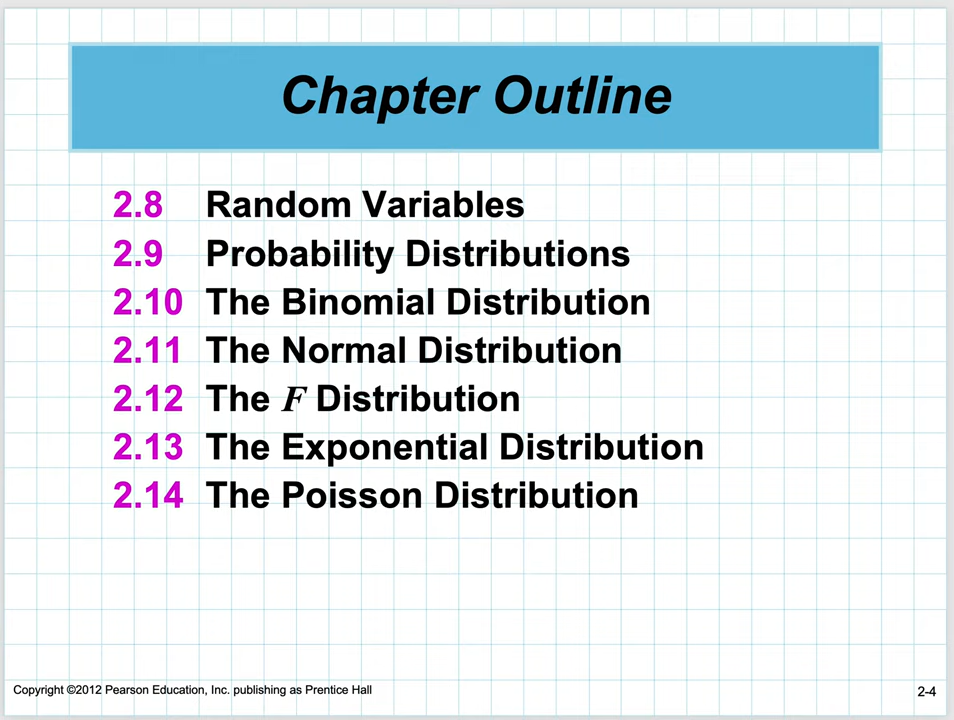 Chapter Outline
2.8 Random Variables
2.9 Probability Distributions
2.10 The Binomial Distribution
2.11 The Normal Distribution
2.12 The F Distribution
2.13 The Exponential Distribution
2.14 The Poisson Distribution
Copyright ©2012 Pearson Education, Inc. publishing as Prentice Hall
2-4